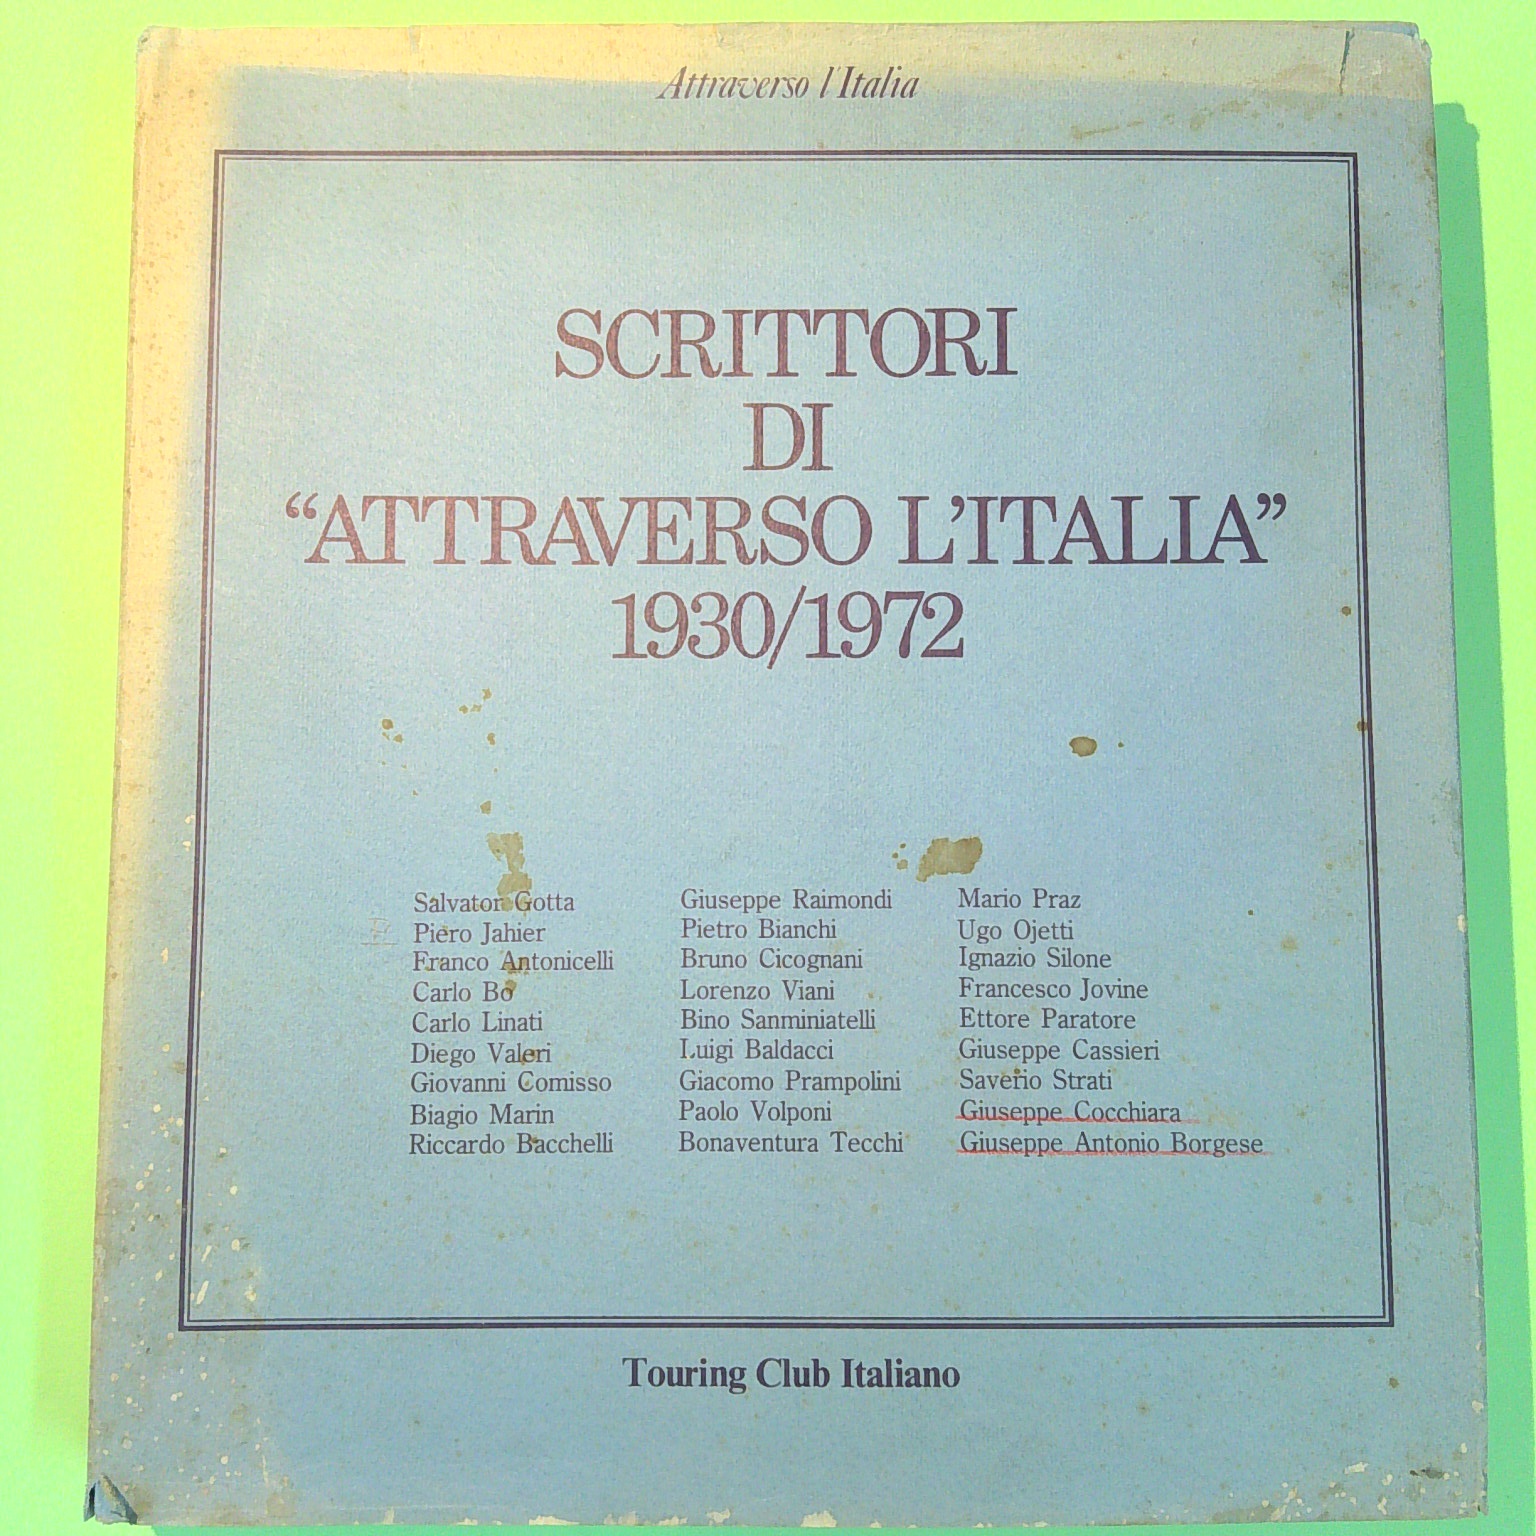 Attraverso l'Italia
SCRITTORI
DI
“ATTRAVERSO L’ITALIA”
1930/1972
Salvator Gotta
Piero Jahier
Franco Antonicelli
Carlo Bo
Carlo Linati
Diego Valeri
Giovanni Comisso
Biagio Marin
Riccardo Bacchelli
Giuseppe Raimondi
Pietro Bianchi
Bruno Cicognani
Lorenzo Viani
Bino Sanminiatelli
Luigi Baldacci
Giacomo Prampolini
Paolo Volponi
Bonaventura Tecchi
Mario Praz
Ugo Ojetti
Ignazio Silone
Francesco Jovine
Ettore Paratore
Giuseppe Cassieri
Saverio Strati
Giuseppe Cocchiara
Giuseppe Antonio Borgese
Touring Club Italiano